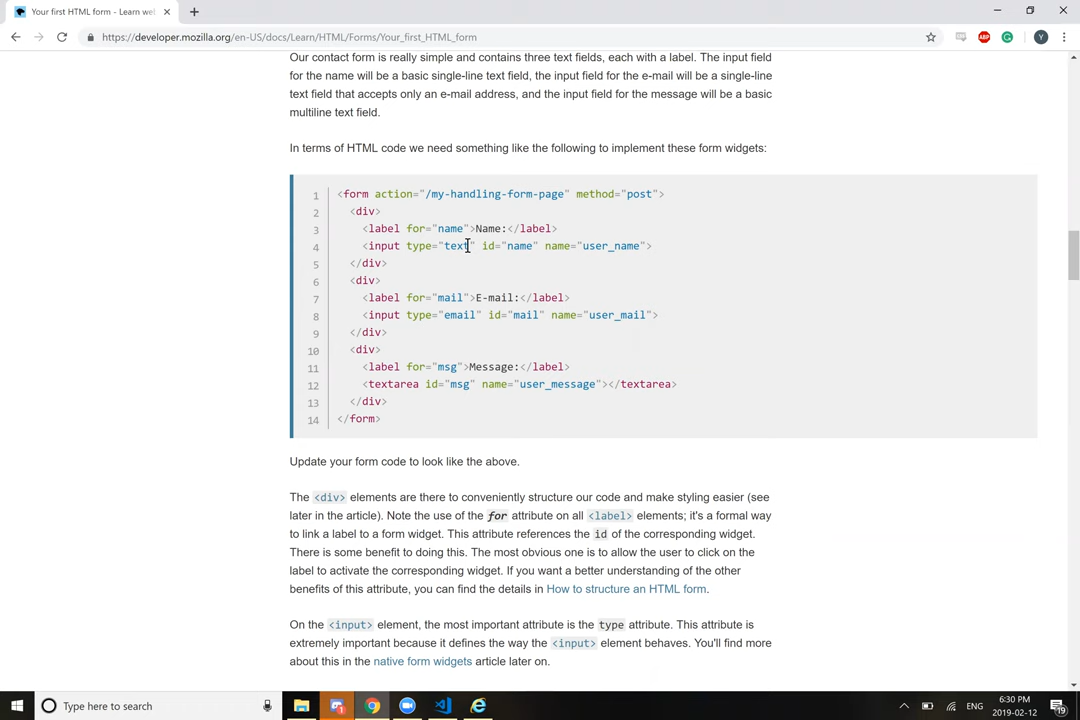 Your first HTML form - Learn we
https://developer.mozilla.org/en-US/docs/Learn/HTML/Forms/Your_first_HTML_form
ABP
G
Y
Our contact form is really simple and contains three text fields, each with a label. The input field
for the name will be a basic single-line text field, the input field for the e-mail will be a single-line
text field that accepts only an e-mail address, and the input field for the message will be a basic
multiline text field.
In terms of HTML code we need something like the following to implement these form widgets:
1 <form action="/my-handling-form-page" method="post">
2 <div>
3 <label for="name">Name:</label>
4 <input type="text" id="name" name="user_name">
5 </div>
6 <div>
7 <label for="mail">E-mail:</label>
8 <input type="email" id="mail" name="user_mail">
9 </div>
10 <div>
11 <label for="msg">Message:</label>
12 <textarea id="msg" name="user_message"></textarea>
13 </div>
14 </form>
Update your form code to look like the above.
The <div> elements are there to conveniently structure our code and make styling easier (see
later in the article). Note the use of the for attribute on all <label> elements; it's a formal way
to link a label to a form widget. This attribute references the id of the corresponding widget.
There is some benefit to doing this. The most obvious one is to allow the user to click on the
label to activate the corresponding widget. If you want a better understanding of the other
benefits of this attribute, you can find the details in How to structure an HTML form.
On the <input> element, the most important attribute is the type attribute. This attribute is
extremely important because it defines the way the <input> element behaves. You'll find more
about this in the native form widgets article later on.
Type here to search
ENG
6:30 PM
2019-02-12
19